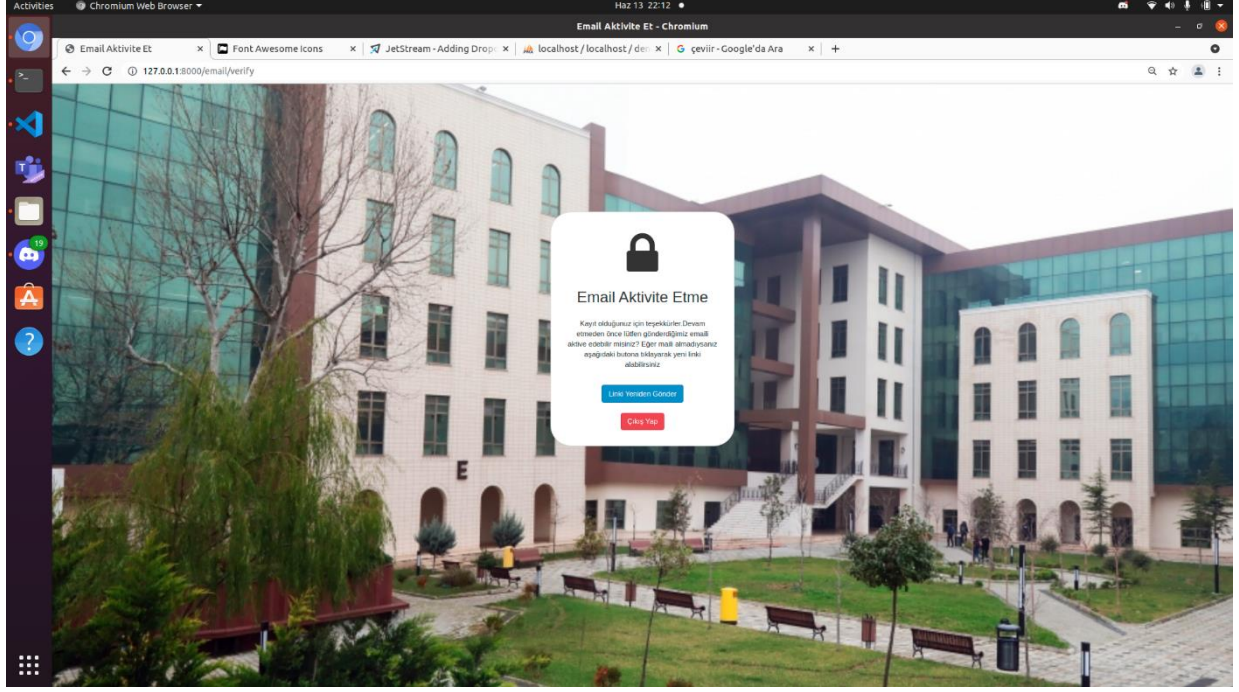 Activities
Chromium Web Browser
Haz 13 22:12
Email Aktivite Et - Chromium
Email Aktivite Et
Font Awesome Icons
JetStream - Adding Drop
localhost / localhost / den
çeviir - Google'da Ara
127.0.0.1:8000/email/verify
19
E
Email Aktivite Etme
Kayıt olduğunuz için teşekkürler.Devam
etmeden önce lütfen gönderdiğimiz emaili
aktive edebilir misiniz? Eğer maili almadıysanız
aşağıdaki butona tıklayarak yeni linki
alabilirsiniz
Linki Yeniden Gönder
Çıkış Yap